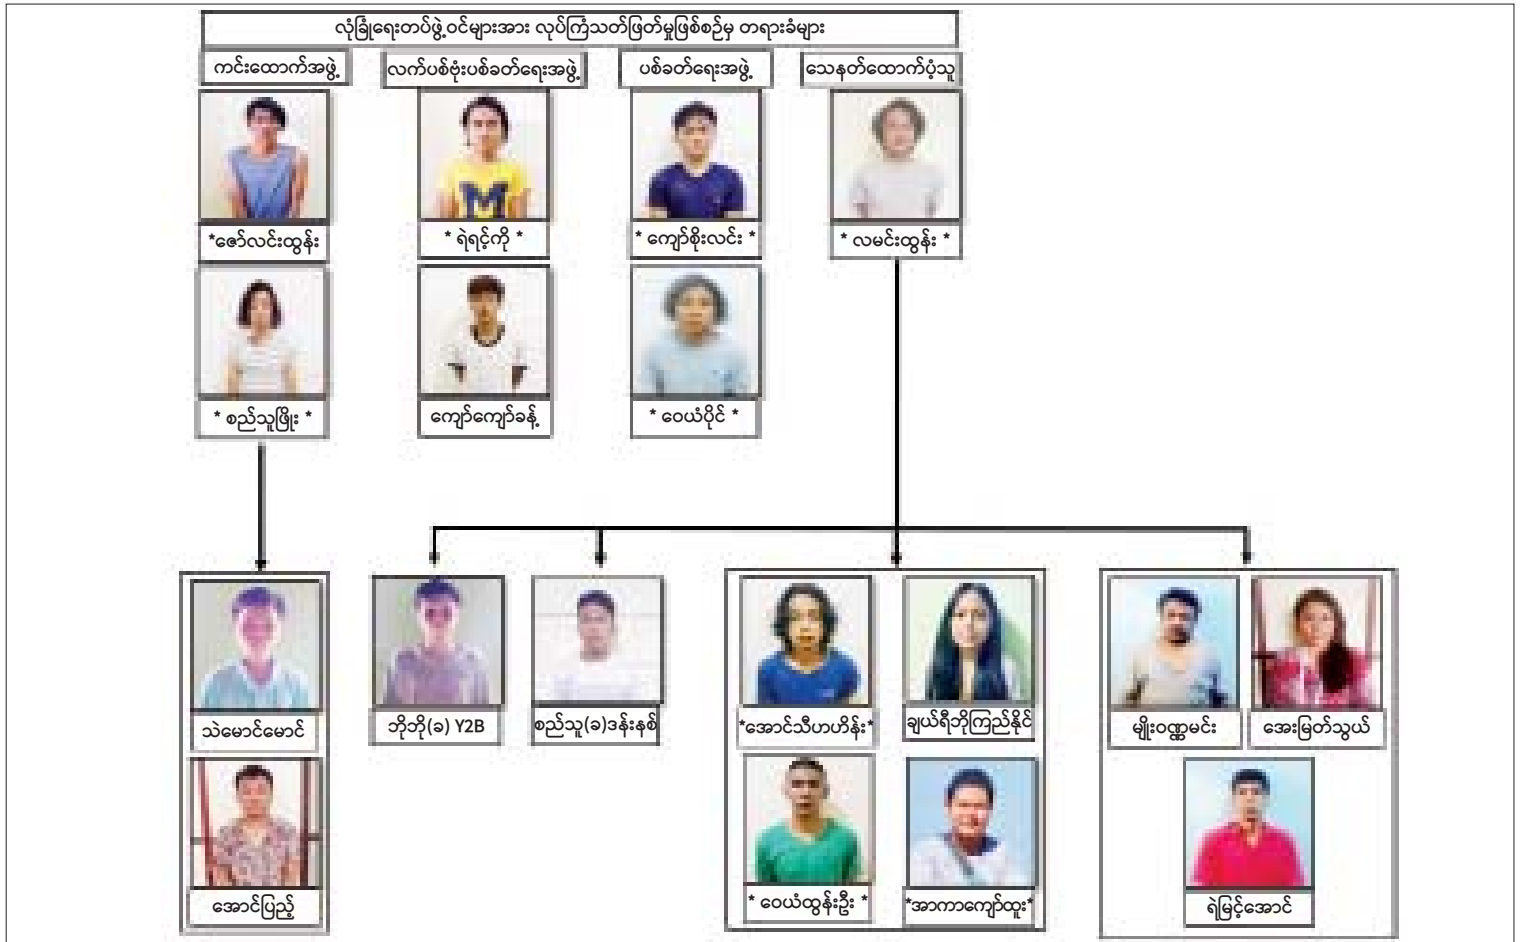 လုံခြုံရေးတပ်ဖွဲ့ဝင်များအား လုပ်ကြံသတ်ဖြတ်မှုဖြစ်စဉ်မှ တရားခံများ
ကင်းထောက်အဖွဲ့ လက်ပစ်ဗုံးပစ်ခတ်ရေးအဖွဲ့ ပစ်ခတ်ရေးအဖွဲ့ သေနတ်ထောက်ပံ့သူ
*ဇော်လင်းထွန်း * ရဲရင့်ကို * * ကျော်စိုးလင်း * * လမင်းထွန်း *
* စည်သူဖြိုး * ကျော်ကျော်ခန့် * ဝေယံပိုင် *
သဲမောင်မောင် ဘိုဘို(ခ) Y2B စည်သူ(ခ)ဒန်းနစ် *အောင်သီဟဟိန်း* ချယ်ရီဘိုကြည်နိုင် မျိုးဝဏ္ဏမင်း အေးမြတ်သွယ်
အောင်ပြည့် * ဝေယံထွန်းဦး * *အာကာကျော်ထူး* ရဲမြင့်အောင်